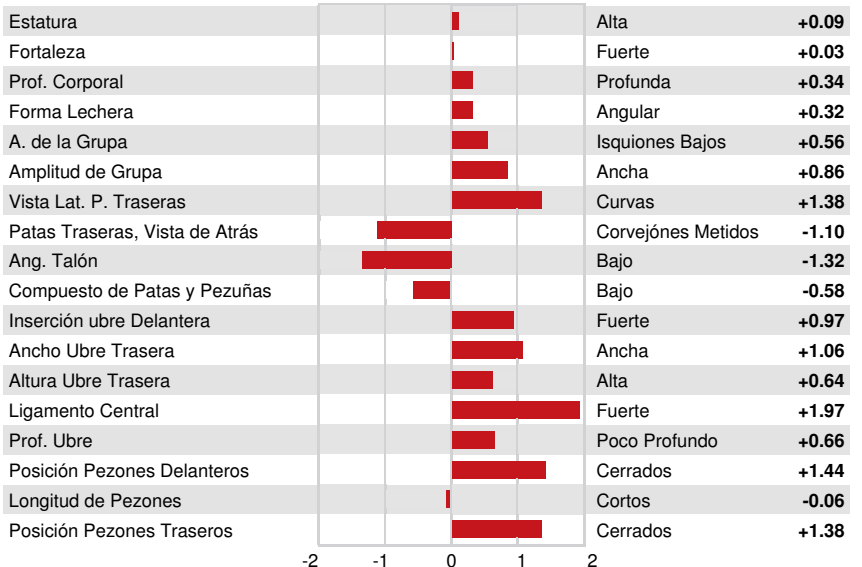 Estatura Alta +0.09
Fortaleza Fuerte +0.03
Prof. Corporal Profunda +0.34
Forma Lechera Angular +0.32
A. de la Grupa Isquiones Bajos +0.56
Amplitud de Grupa Ancha +0.86
Vista Lat. P. Traseras Curvas +1.38
Patas Traseras, Vista de Atrás Corvejónes Metidos -1.10
Ang. Talón Bajo -1.32
Compuesto de Patas y Pezuñas Bajo -0.58
Inserción ubre Delantera Fuerte +0.97
Ancho Ubre Trasera Ancha +1.06
Altura Ubre Trasera Alta +0.64
Ligamento Central Fuerte +1.97
Prof. Ubre Poco Profundo +0.66
Posición Pezones Delanteros Cerrados +1.44
Longitud de Pezones Cortos -0.06
Posición Pezones Traseros Cerrados +1.38
-2 -1 0 1 2